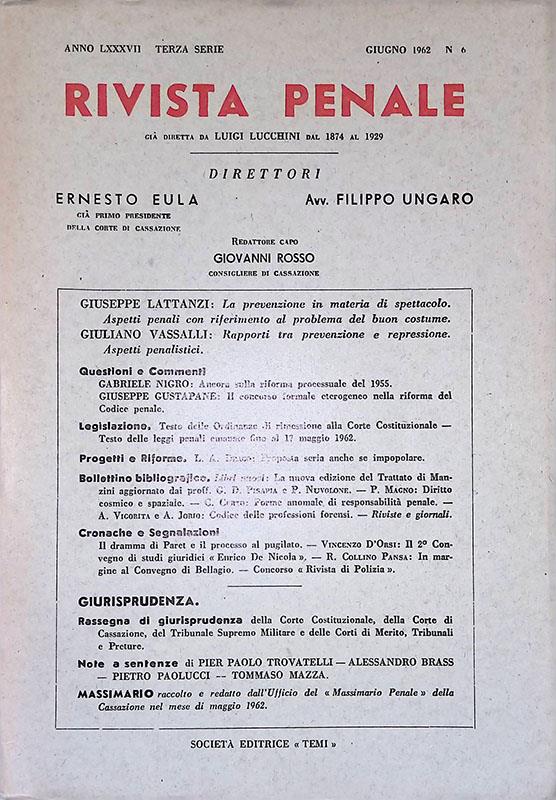 ANNO LXXXVII TERZA SERIE GIUGNO 1962 N 6
RIVISTA PENALE
GIÀ DIRETTA DA LUIGI LUCCHINI DAL 1874 AL 1929
DIRETTORI
ERNESTO EULA Avv. FILIPPO UNGARO
GIÀ PRIMO PRESIDENTE
DELLA CORTE DI CASSAZIONE
REDATTORE CAPO
GIOVANNI ROSSO
CONSIGLIERE DI CASSAZIONE
GIUSEPPE LATTANZI: La prevenzione in materia di spettacolo.
Aspetti penali con riferimento al problema del buon costume.
GIULIANO VASSALLI: Rapporti tra prevenzione e repressione.
Aspetti penalistici.
Questioni e Commenti
GABRIELE NIGRO: Ancora sulla riforma processuale del 1955.
GIUSEPPE GUSTAPANE: Il concorso formale eterogeneo nella riforma del
Codice penale.
Legislazione. Testo delle Ordinanze di rimessione alla Corte Costituzionale —
Testo delle leggi penali emanate fino al 17 maggio 1962.
Progetti e Riforme. L. A. Proposta seria anche se impopolare.
Bollettino bibliografico. Libri nuovi: La nuova edizione del Trattato di Man-
zini aggiornato dai proff. G. D. PISAPIA e P. NUVOLONE. — P. MAGNO: Diritto
cosmico e spaziale. — C. Forme anomale di responsabilità penale. —
A. VICORITA e A. JORIO: Codice delle professioni forensi. — Riviste e giornali.
Cronache e Segnalazioni
Il dramma di Paret e il processo al pugilato. — VINCENZO D'ORSI: Il 2° Con-
vegno di studi giuridici « Enrico De Nicola ». — R. COLLINO PANSA: In mar-
gine al Convegno di Bellagio. — Concorso « Rivista di Polizia ».
GIURISPRUDENZA.
Rassegna di giurisprudenza della Corte Costituzionale, della Corte di
Cassazione, del Tribunale Supremo Militare e delle Corti di Merito, Tribunali
e Preture.
Note a sentenze di PIER PAOLO TROVATELLI — ALESSANDRO BRASS
— PIETRO PAOLUCCI -- TOMMASO MAZZA.
MASSIMARIO raccolto e redatto dall'Ufficio del « Massimario Penale » della
Cassazione nel mese di maggio 1962.
SOCIETÀ EDITRICE « TEMI »